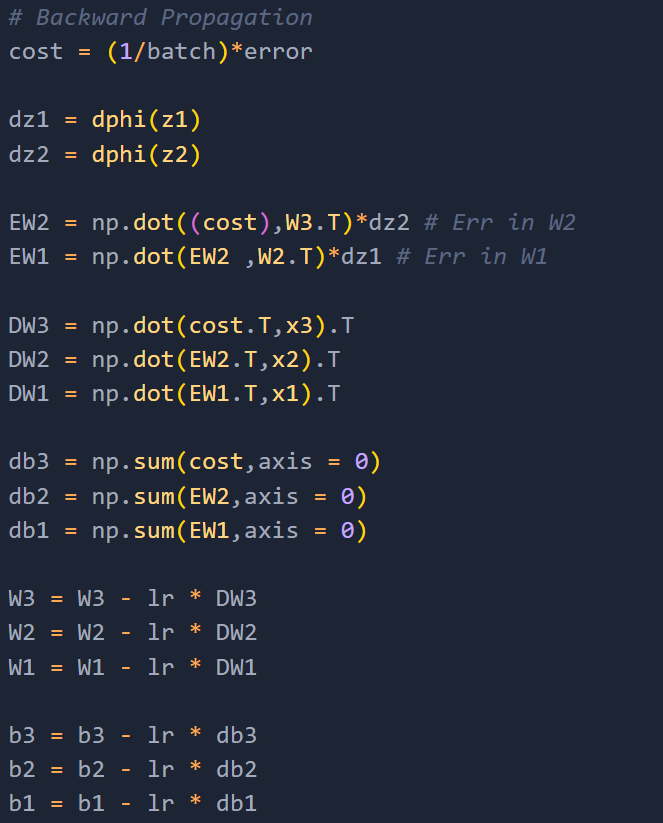 # Backward Propagation
cost = (1/batch)*error
dz1 = dphi(z1)
dz2 = dphi(z2)
EW2 = np.dot((cost),W3.T)*dz2 # Err in W2
EW1 = np.dot(EW2 ,W2.T)*dz1 # Err in W1
DW3 = np.dot(cost.T,x3).T
DW2 = np.dot(EW2.T,x2).T
DW1 = np.dot(EW1.T,x1).T
db3 = np.sum(cost,axis = 0)
db2 = np.sum(EW2,axis = 0)
db1 = np.sum(EW1,axis = 0)
W3 = W3 - lr * DW3
W2 = W2 - lr * DW2
W1 = W1 - lr * DW1
b3 = b3 - lr * db3
b2 = b2 - lr * db2
b1 = b1 - lr * db1